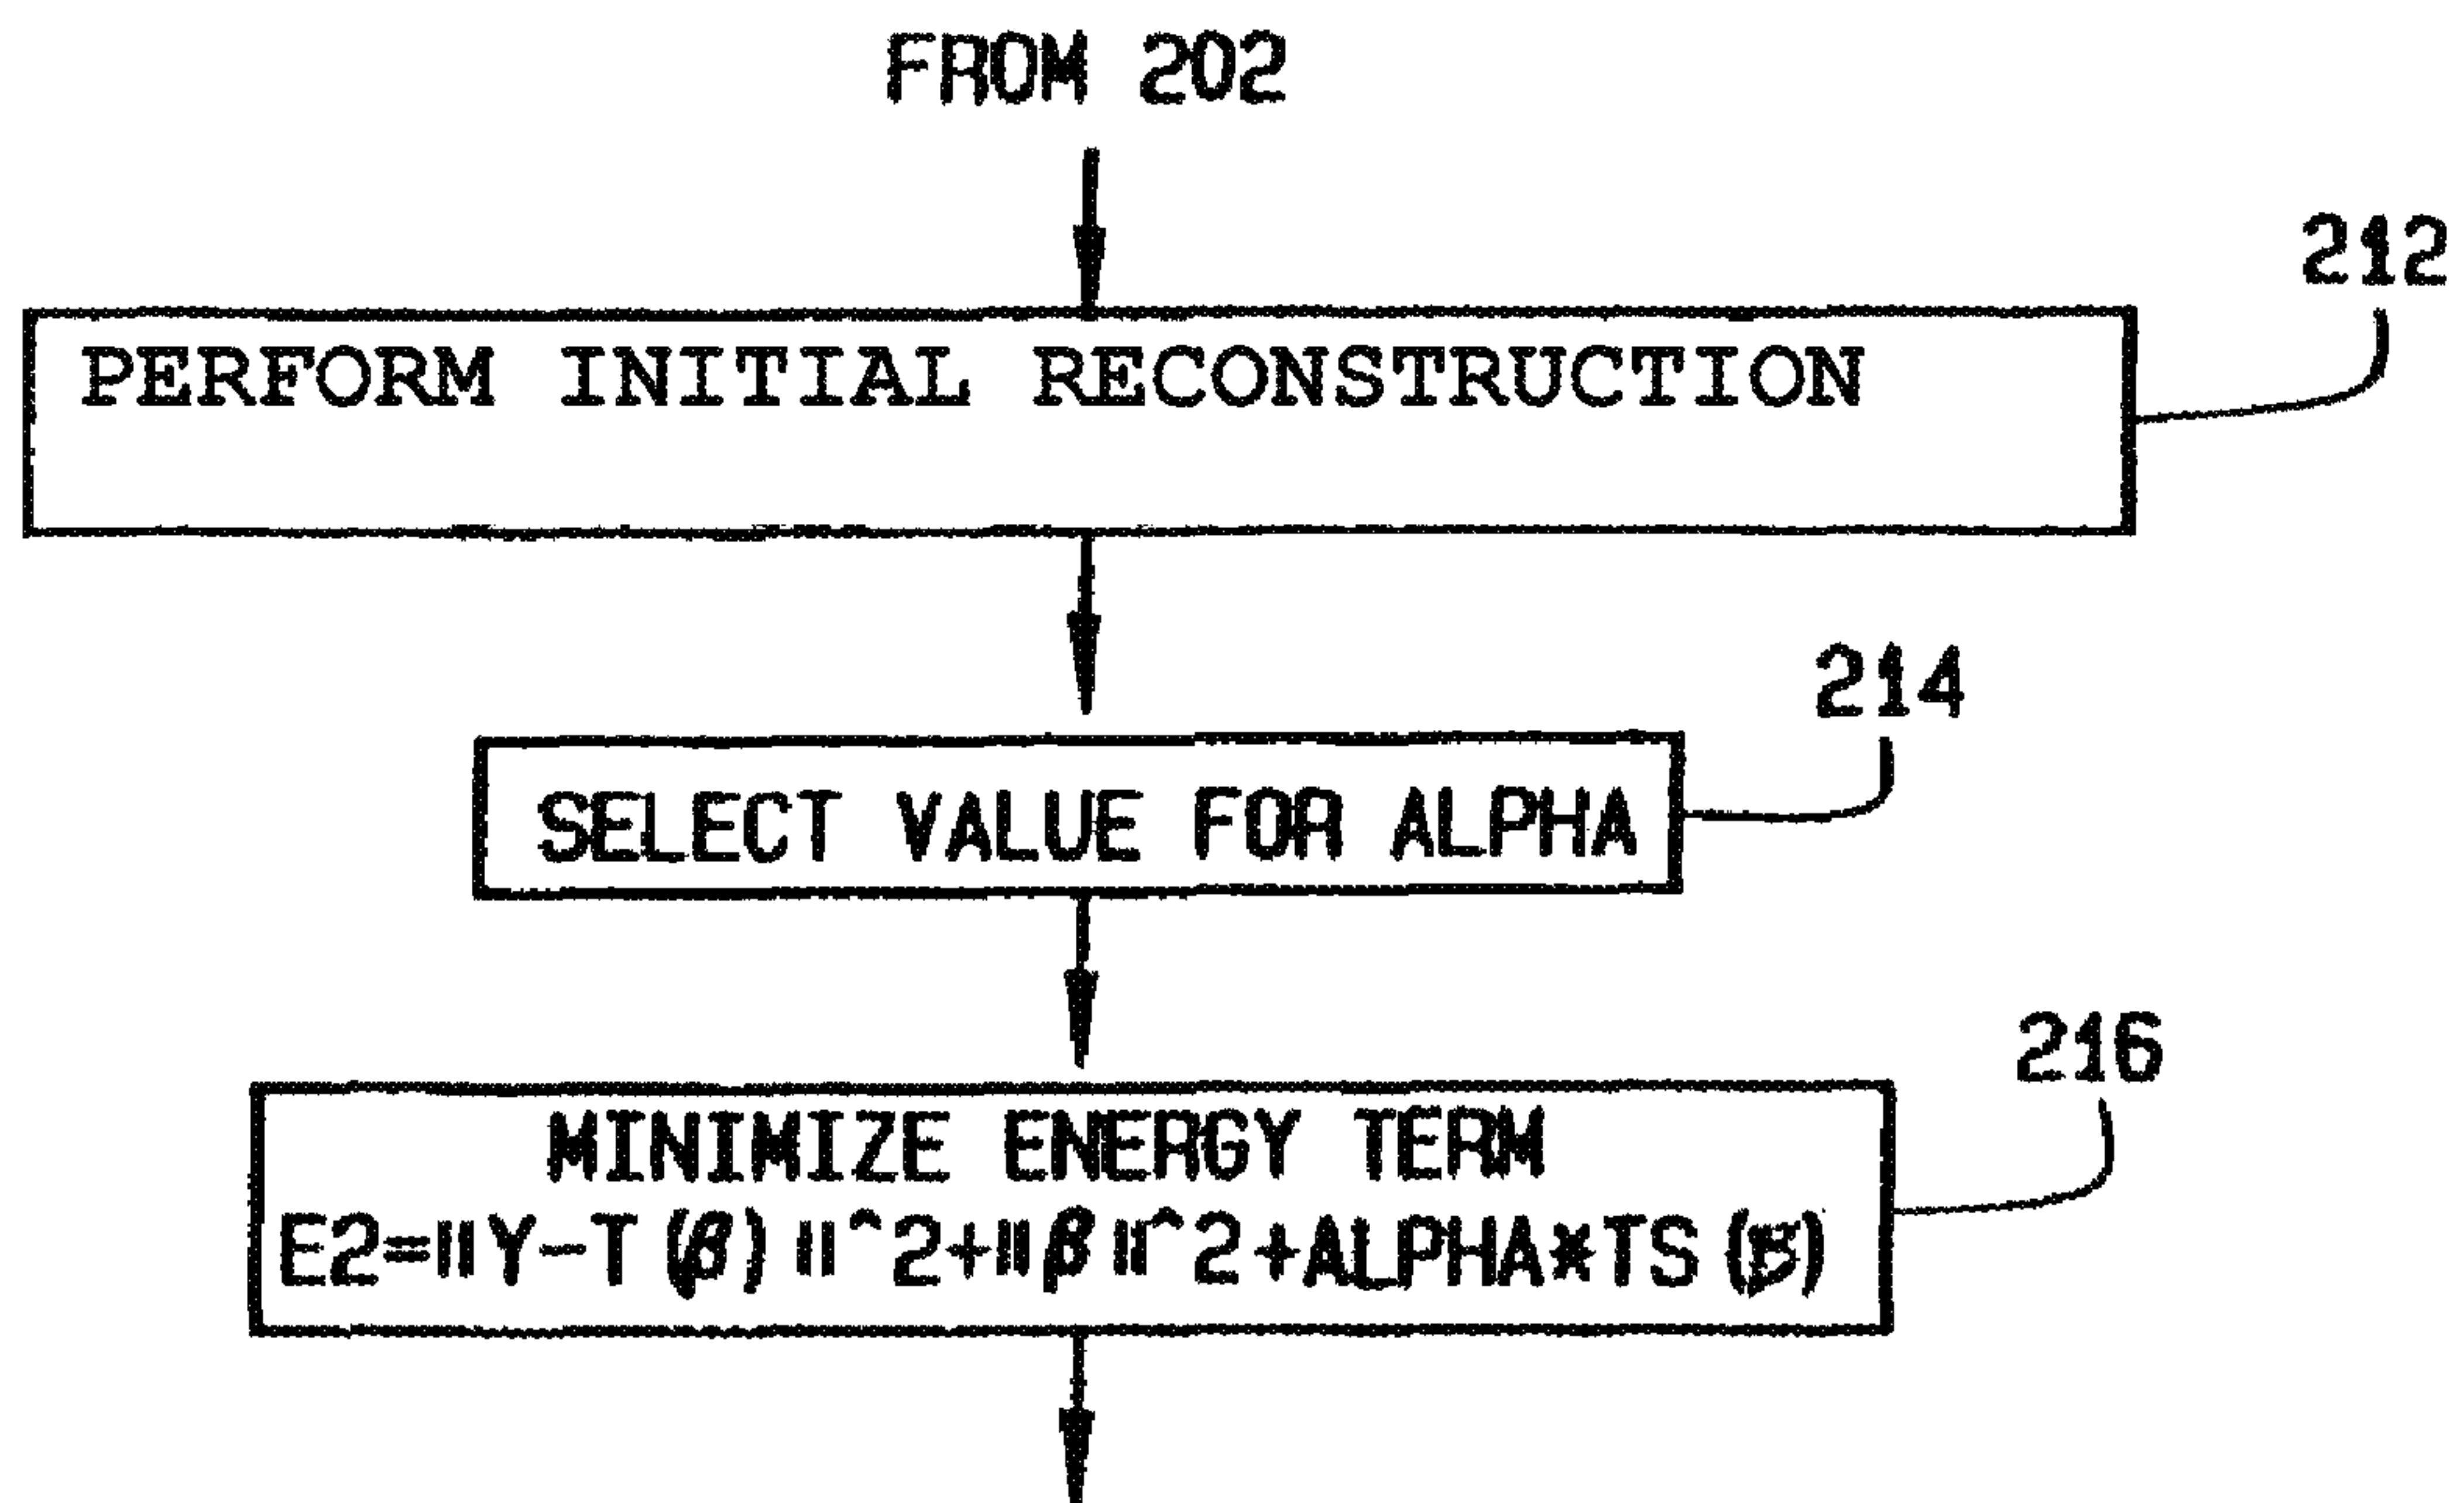 FROM 202
212
PERFORM INITIAL RECONSTRUCTION
214
SELECT VALUE FOR ALPHA
216
MINIMIZE ENERGY TERM
E2=||Y-T(β)||^2+||β||^2+ALPHA*TS(β)